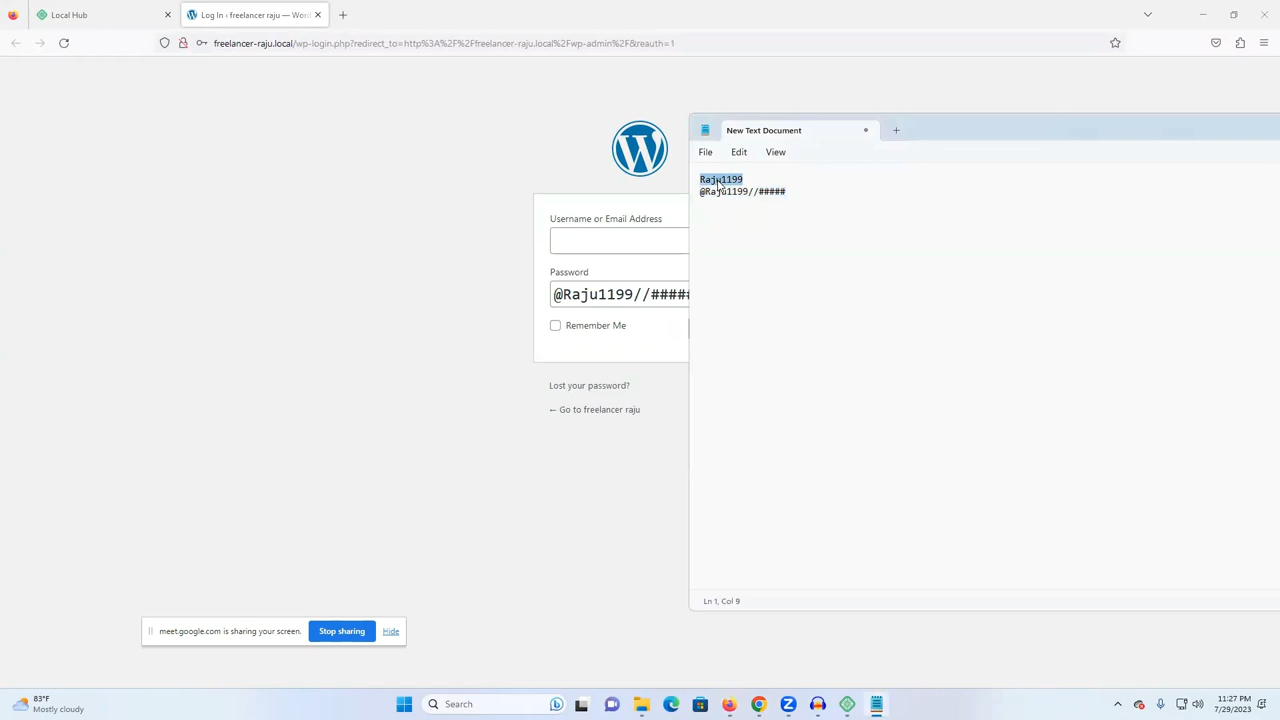 Local Hub
Log In ‹ freelancer raju — Word
freelancer-raju.local/wp-login.php?redirect_to=http%3A%2F%2Ffreelancer-raju.local%2Fwp-admin%2F&reauth=1
New Text Document
File Edit View
Raju1199
@Raju1199//#####
Username or Email Address
Password
@Raju1199//#####
Remember Me
Lost your password?
← Go to freelancer raju
Ln 1, Col 9
meet.google.com is sharing your screen.
Stop sharing
Hide
83°F
Mostly cloudy
Search
11:27 PM
7/29/2023